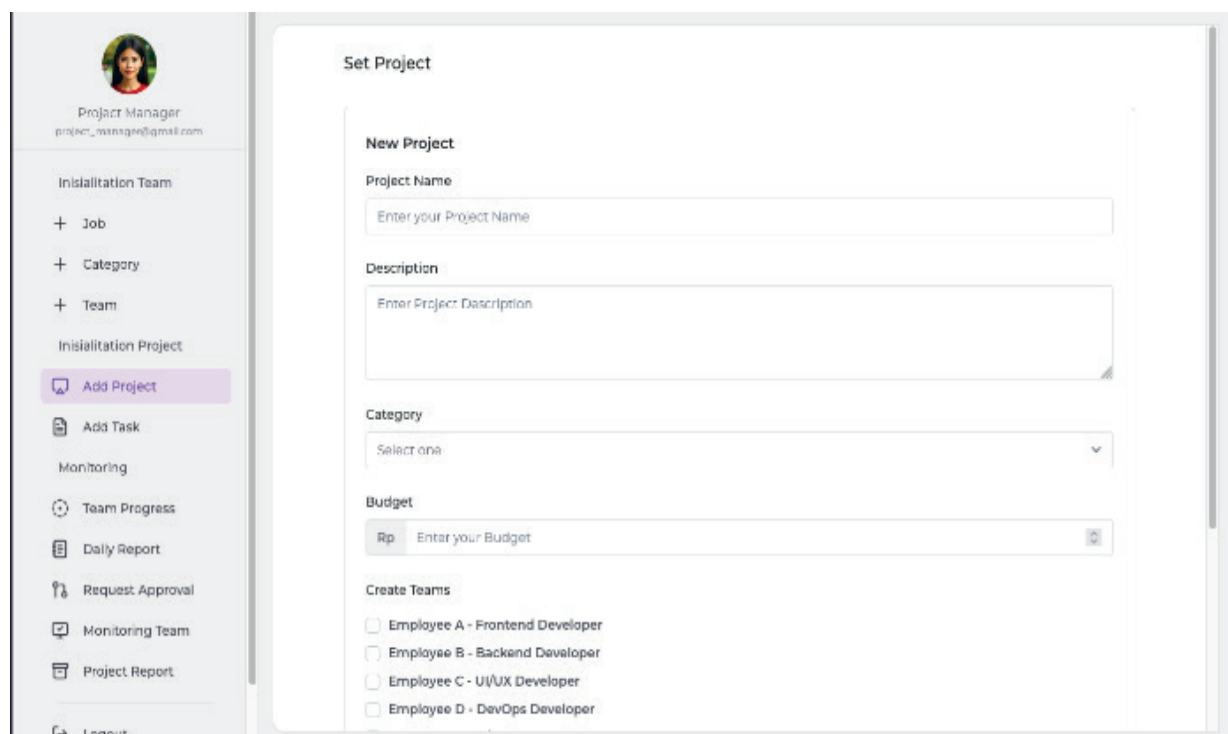 Project Manager
project_manager@gmail.com
Inisialitation Team
Job
Category
Team
Inisialitation Project
Add Project
Add Task
Monitoring
Team Progress
Daily Report
Request Approval
Monitoring Team
Project Report
Logout
Set Project
New Project
Project Name
Enter your Project Name
Description
Enter Project Description
Category
Select one
Budget
Rp Enter your Budget
Create Teams
Employee A - Frontend Developer
Employee B - Backend Developer
Employee C - UI/UX Developer
Employee D - DevOps Developer